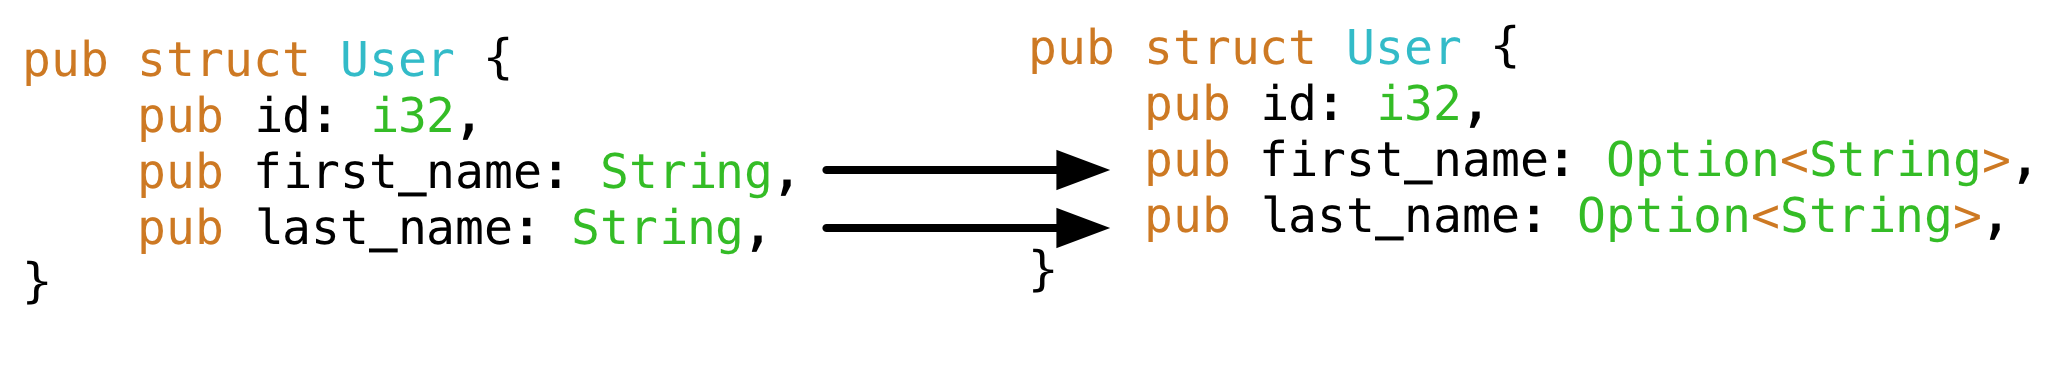 pub struct User {
    pub id: i32,
    pub first_name: String,
    pub last_name: String,
}
pub struct User {
    pub id: i32,
    pub first_name: Option<String>,
    pub last_name: Option<String>,
}